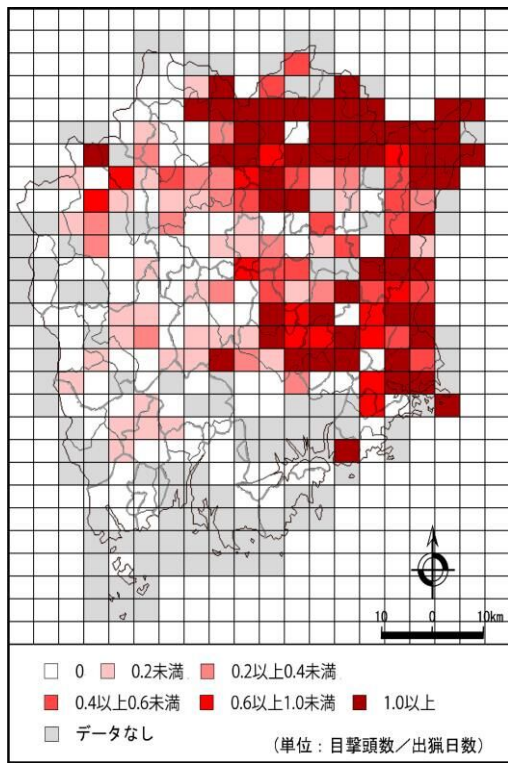 10 0 10km
0 0.2未満 0.2以上0.4未満
0.4以上0.6未満 0.6以上1.0未満 1.0以上
データなし
(単位：目撃頭数／出猟日数)